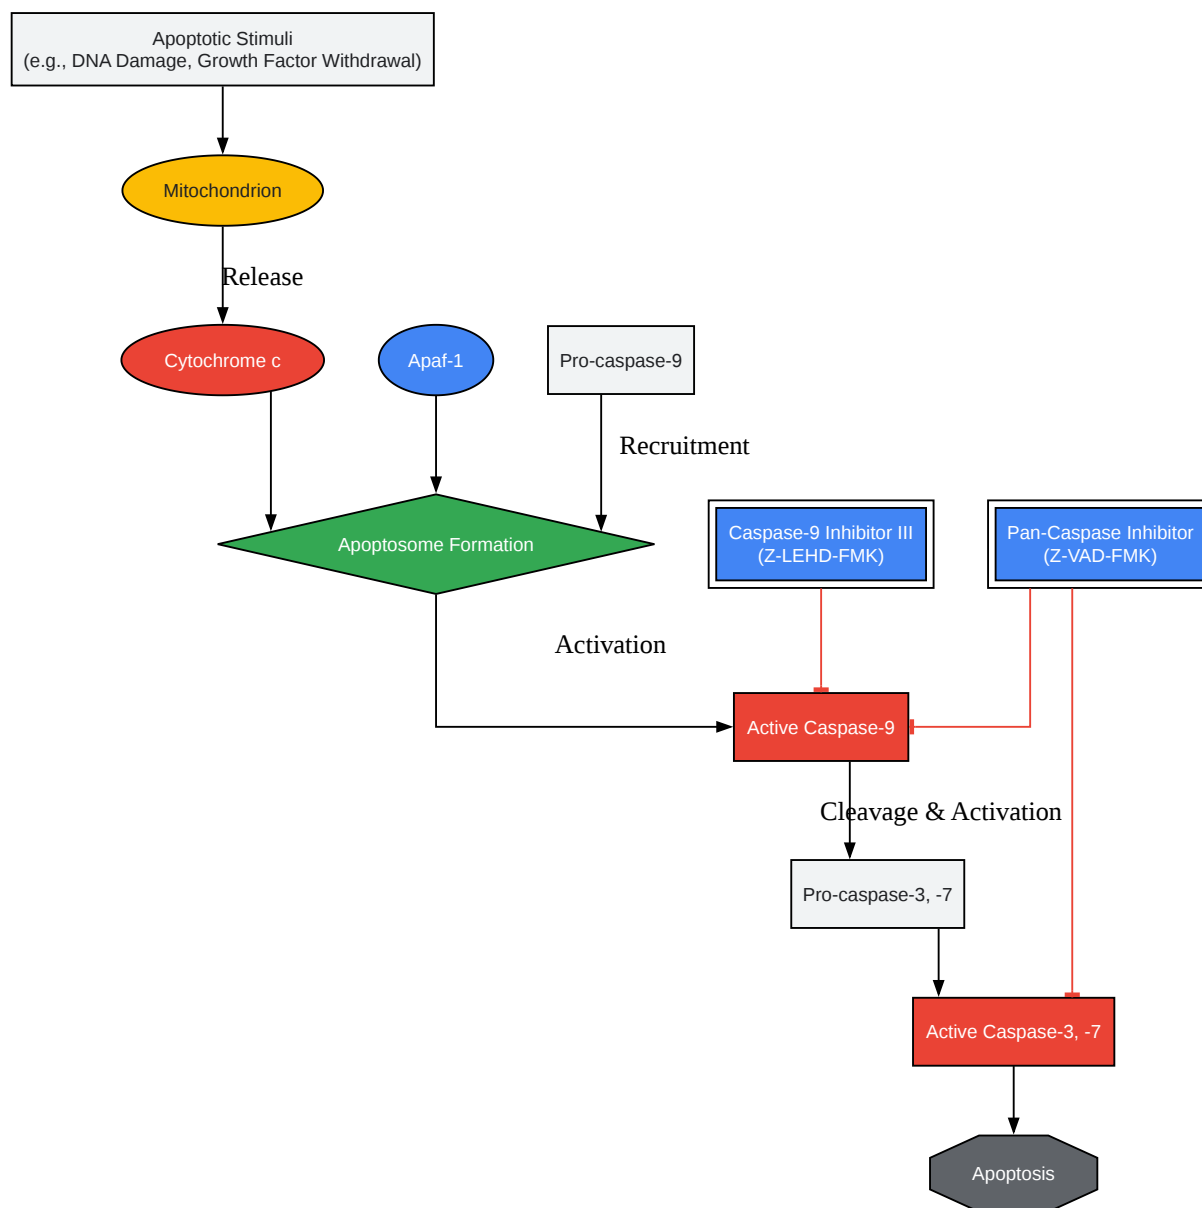 Apoptotic Stimuli
(e.g., DNA Damage, Growth Factor Withdrawal)
Mitochondrion
Release
Cytochrome c
Apaf-1
Pro-caspase-9
Recruitment
Apoptosome Formation
Caspase-9 Inhibitor III
(Z-LEHD-FMK)
Pan-Caspase Inhibitor
(Z-VAD-FMK)
Activation
Active Caspase-9
Cleavage & Activation
Pro-caspase-3, -7
Active Caspase-3, -7
Apoptosis